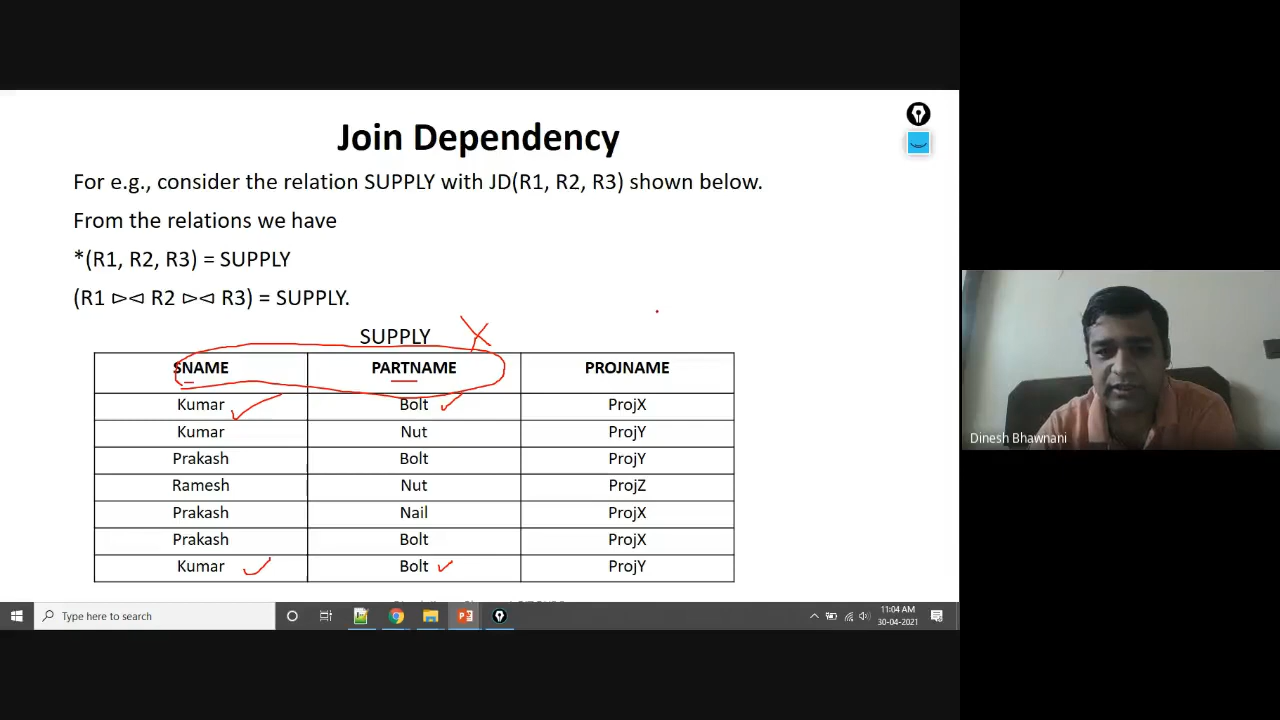 Join Dependency
For e.g., consider the relation SUPPLY with JD(R1, R2, R3) shown below.
From the relations we have
*(R1, R2, R3) = SUPPLY
(R1 ⊳⊲ R2 ⊳⊲ R3) = SUPPLY.
SUPPLY
SNAME PARTNAME PROJNAME
Kumar Bolt ProjX
Kumar Nut ProjY
Prakash Bolt ProjY
Ramesh Nut ProjZ
Prakash Nail ProjX
Prakash Bolt ProjX
Kumar Bolt ProjY
Dinesh Bhawnani
Type here to search
11:04 AM
30-04-2021